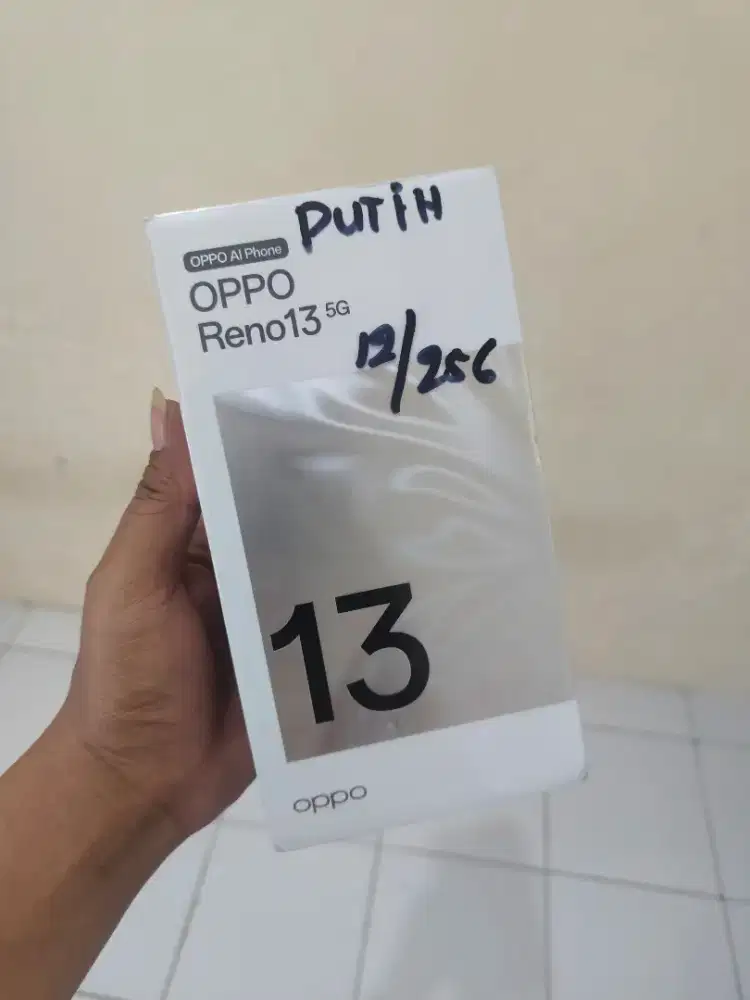 PUTiH
OPPO AI Phone
OPPO
Reno13 5G
12/256
13
oppo